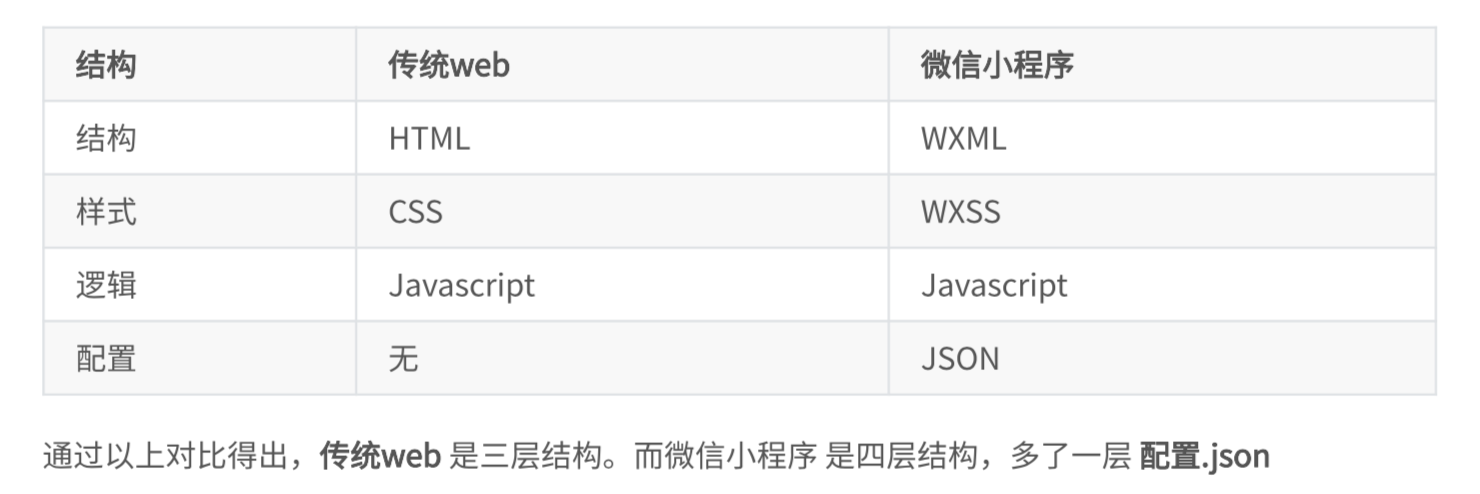 结构 传统web 微信小程序
结构 HTML WXML
样式 CSS WXSS
逻辑 Javascript Javascript
配置 无 JSON
通过以上对比得出，传统web 是三层结构。而微信小程序 是四层结构，多了一层 配置.json